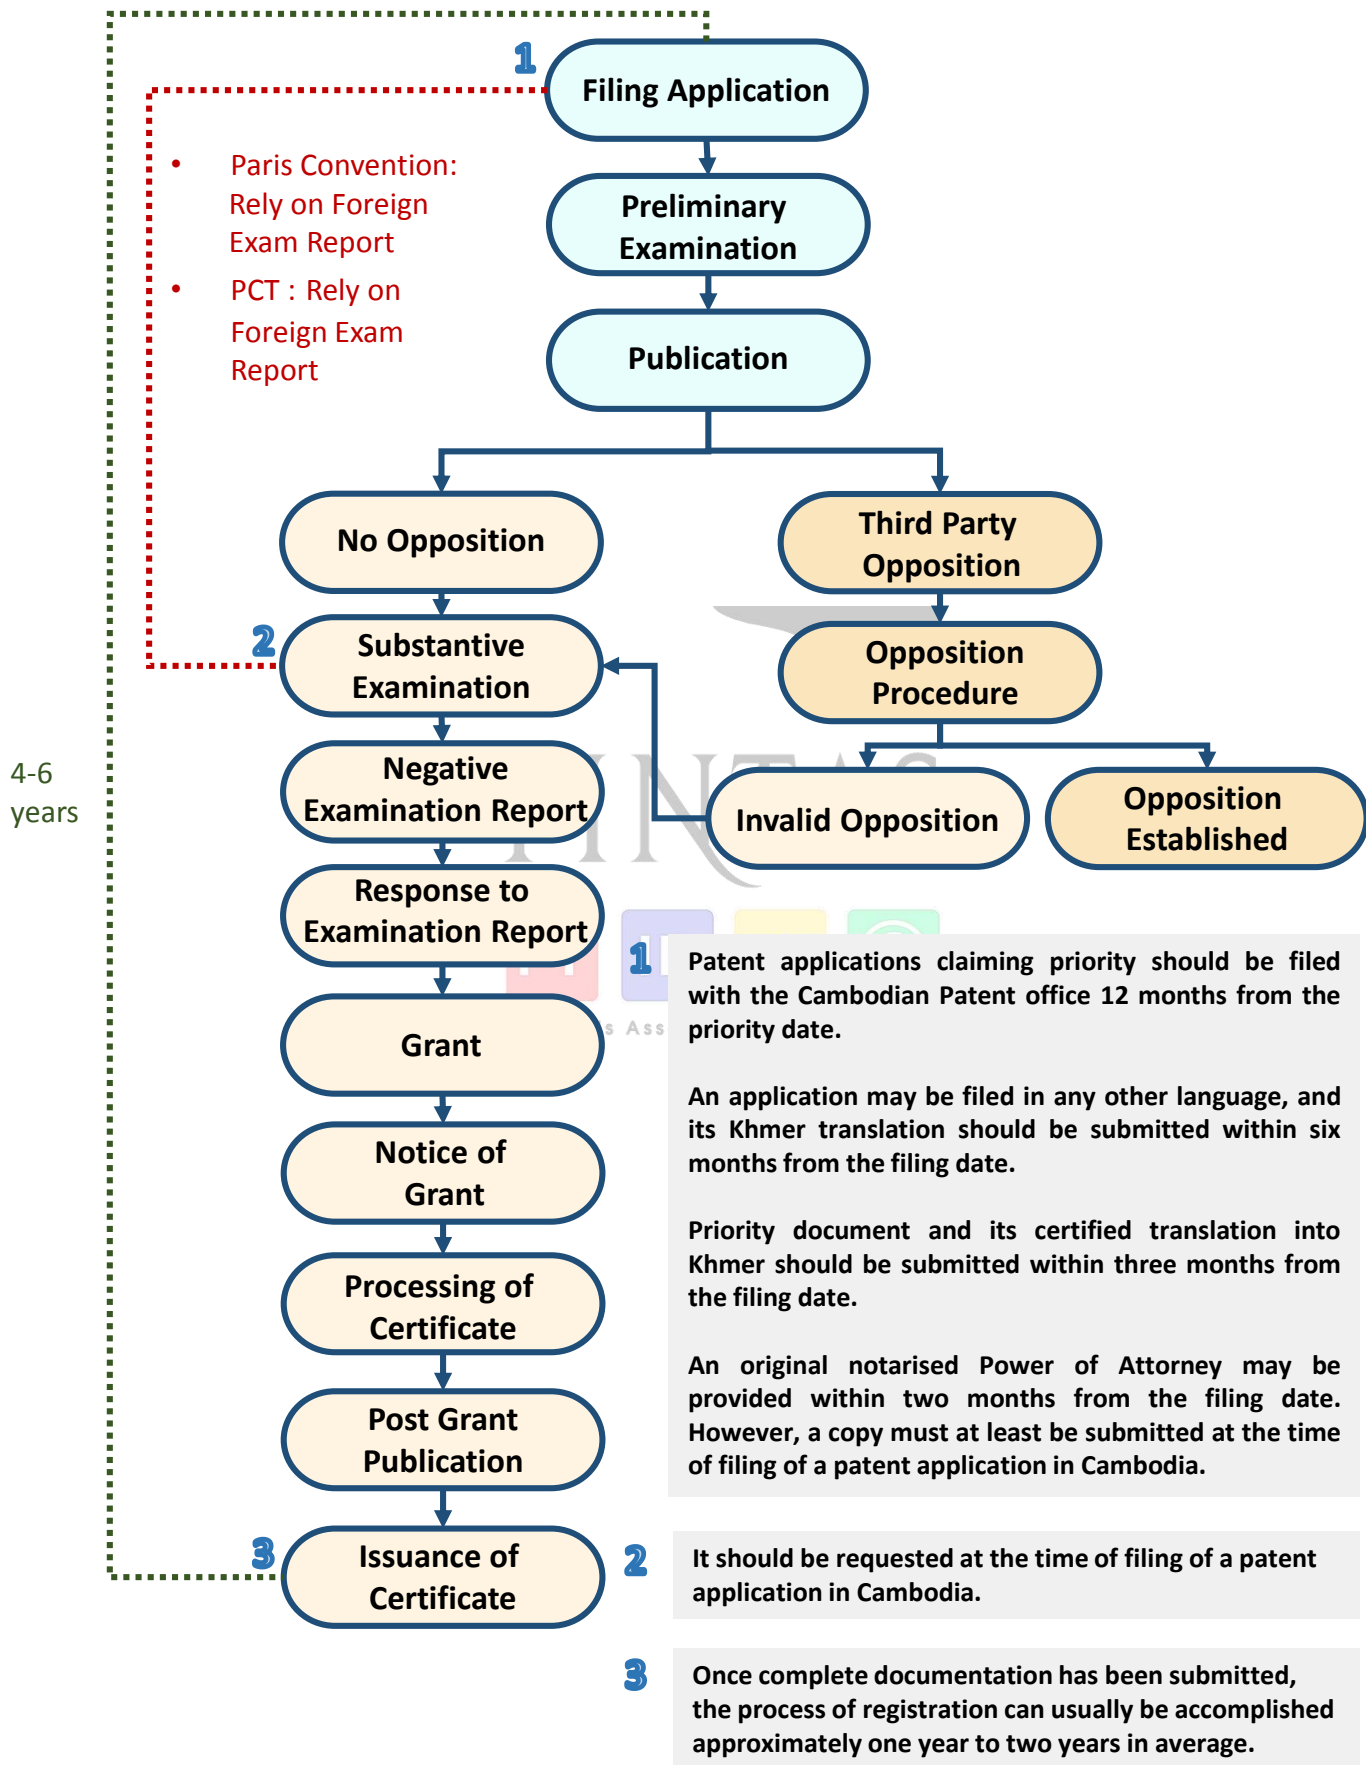 1
Filing Application
• Paris Convention:
Rely on Foreign
Exam Report
• PCT : Rely on
Foreign Exam
Report
Preliminary
Examination
Publication
No Opposition
Third Party
Opposition
2
Substantive
Examination
Opposition
Procedure
4-6
years
Negative
Examination Report
Invalid Opposition
Opposition
Established
Response to
Examination Report
Grant
Notice of
Grant
Processing of
Certificate
Post Grant
Publication
3
Issuance of
Certificate
1
Patent applications claiming priority should be filed
with the Cambodian Patent office 12 months from the
priority date.
An application may be filed in any other language, and
its Khmer translation should be submitted within six
months from the filing date.
Priority document and its certified translation into
Khmer should be submitted within three months from
the filing date.
An original notarised Power of Attorney may be
provided within two months from the filing date.
However, a copy must at least be submitted at the time
of filing of a patent application in Cambodia.
2
It should be requested at the time of filing of a patent
application in Cambodia.
3
Once complete documentation has been submitted,
the process of registration can usually be accomplished
approximately one year to two years in average.